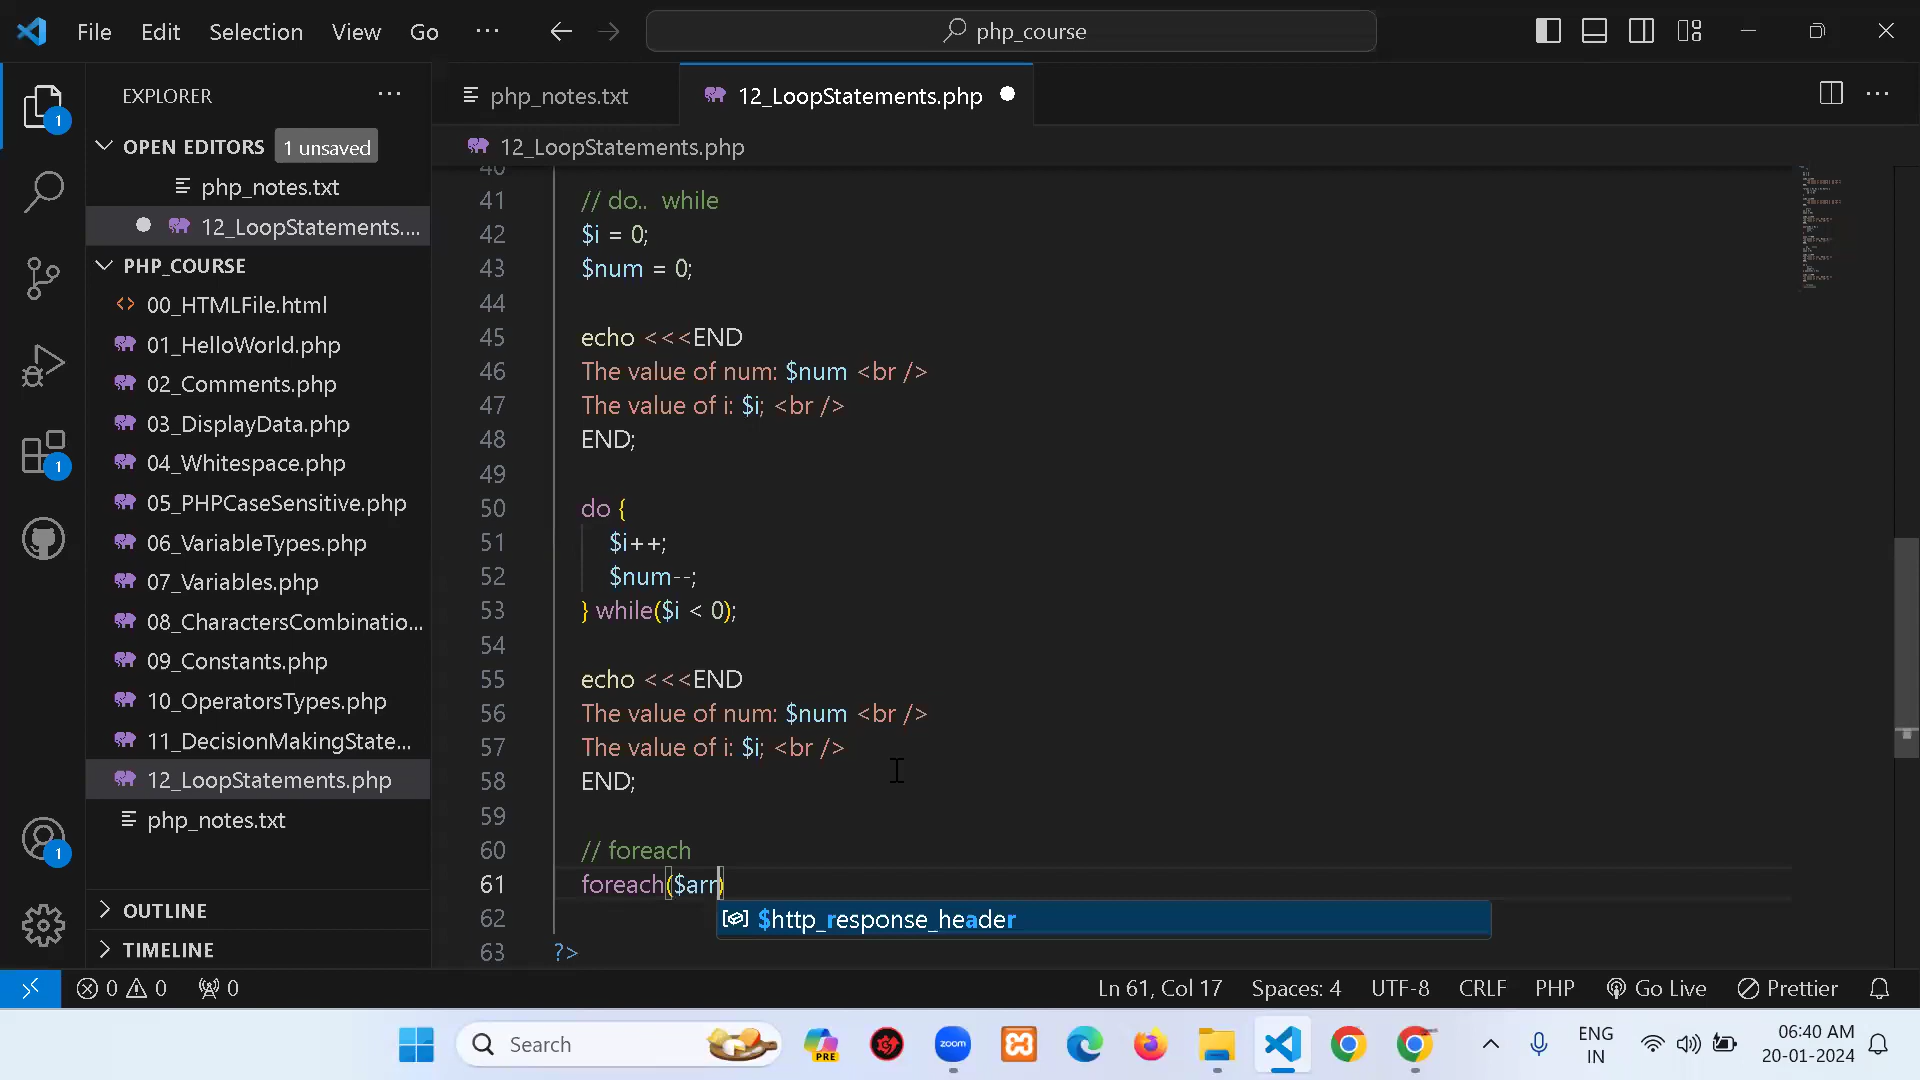 File Edit Selection View Go ··· php_course
EXPLORER ···
OPEN EDITORS 1 unsaved
php_notes.txt
12_LoopStatements....
PHP_COURSE
00_HTMLFile.html
01_HelloWorld.php
02_Comments.php
03_DisplayData.php
04_Whitespace.php
05_PHPCaseSensitive.php
06_VariableTypes.php
07_Variables.php
08_CharactersCombinatio...
09_Constants.php
10_OperatorsTypes.php
11_DecisionMakingState...
12_LoopStatements.php
php_notes.txt
OUTLINE
TIMELINE
1
1
1
php_notes.txt 12_LoopStatements.php ···
12_LoopStatements.php
40
41 // do..  while
42 $i = 0;
43 $num = 0;
44
45 echo <<<END
46 The value of num: $num <br />
47 The value of i: $i; <br />
48 END;
49
50 do {
51 $i++;
52 $num--;
53 } while($i < 0);
54
55 echo <<<END
56 The value of num: $num <br />
57 The value of i: $i; <br />
58 END;
59
60 // foreach
61 foreach($arr)
62 $http_response_header
63 ?>
0 0 0 Ln 61, Col 17 Spaces: 4 UTF-8 CRLF PHP Go Live Prettier
Search PRE zoom ENG IN 06:40 AM
20-01-2024